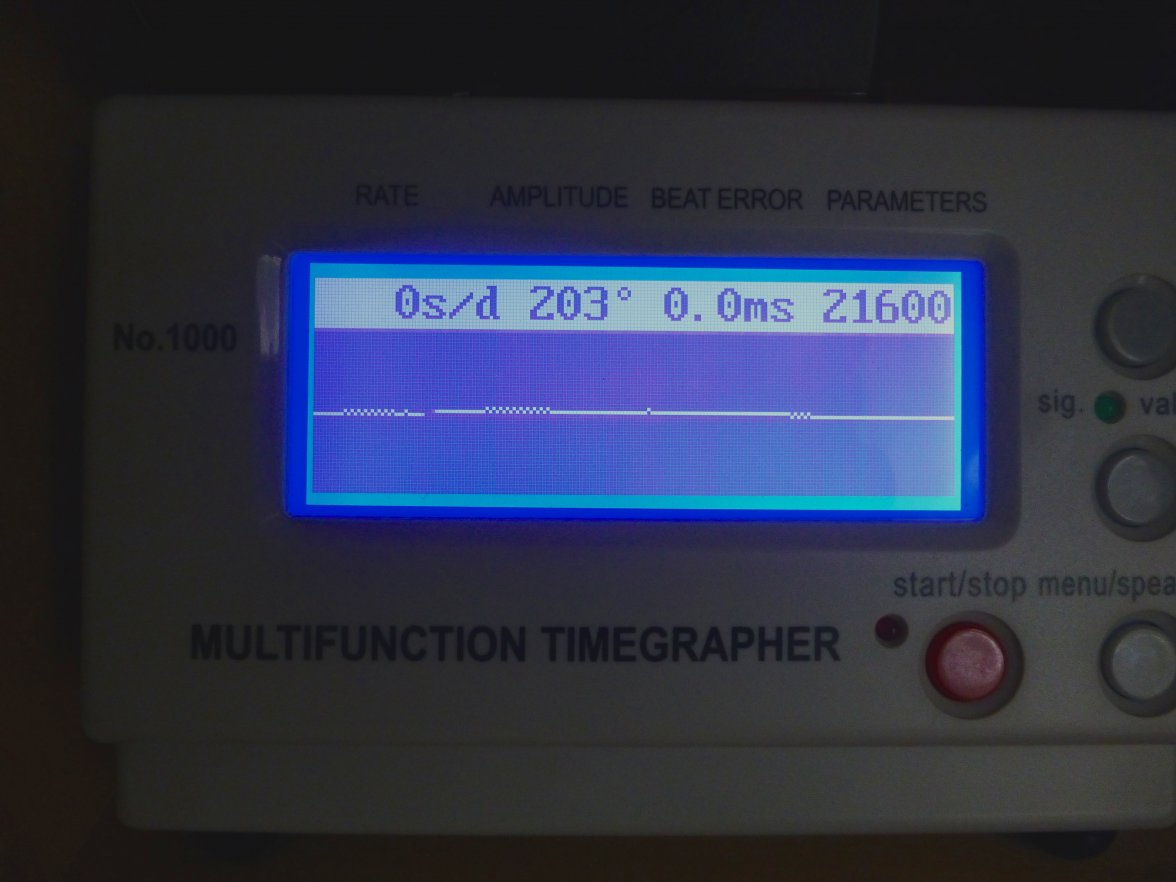 RATE AMPLITUDE BEAT ERROR PARAMETERS
0s/d 203° 0.0ms 21600
No.1000
sig.
start/stop
MULTIFUNCTION TIMEGRAPHER